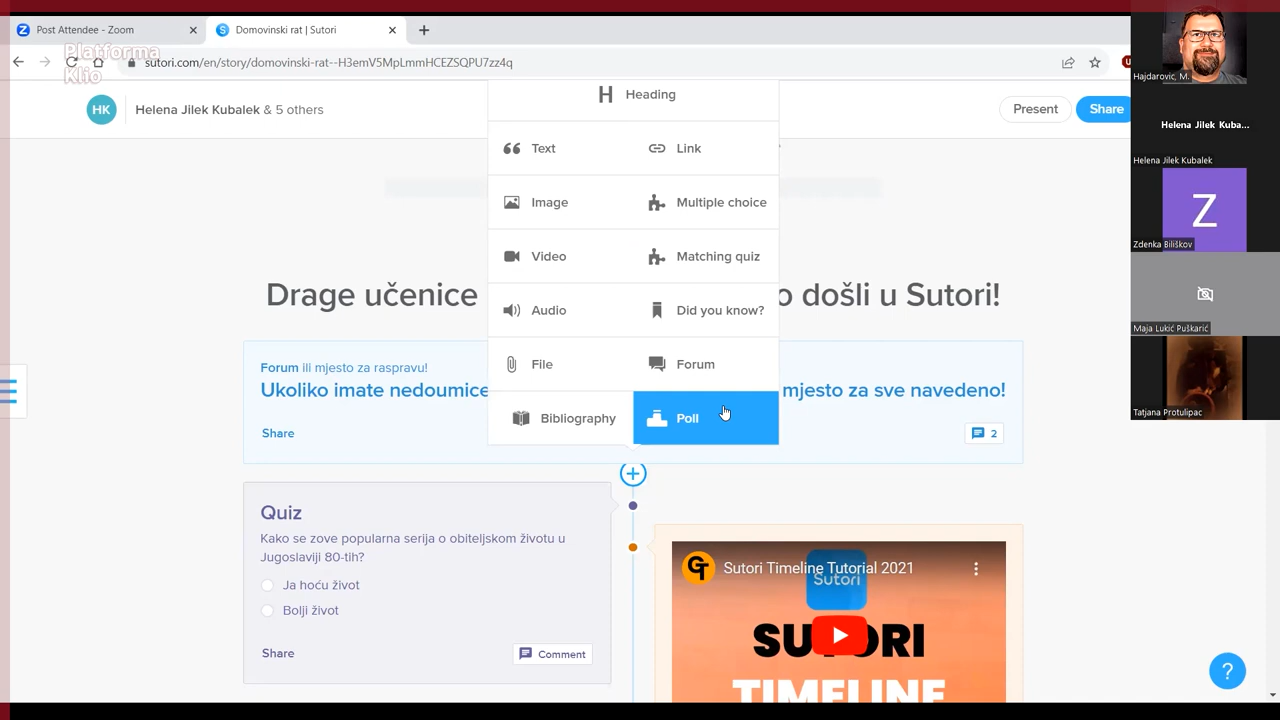 Post Attendee - Zoom
Domovinski rat | Sutori
Platforma
Klio
sutori.com/en/story/domovinski-rat--H3emV5MpLmnHCEZSQPU7zz4q
HK
Helena Jilek Kubalek & 5 others
Present
Share
H Heading
Text
Link
Image
Multiple choice
Video
Matching quiz
Audio
Did you know?
File
Forum
Bibliography
Poll
Drage učenice
o došli u Sutori!
Forum ili mjesto za raspravu!
Ukoliko imate nedoumice
mjesto za sve navedeno!
Share
2
Quiz
Kako se zove popularna serija o obiteljskom životu u
Jugoslaviji 80-tih?
Ja hoću život
Bolji život
Share
Comment
GT
Sutori Timeline Tutorial 2021
Sutori
SUTORI
TIMELINE
?
Hajdarovic, M.
Helena Jilek Kuba...
Helena Jilek Kubalek
Z
Zdenka Biliškov
Maja Lukić Puškarić
Tatjana Protulipac